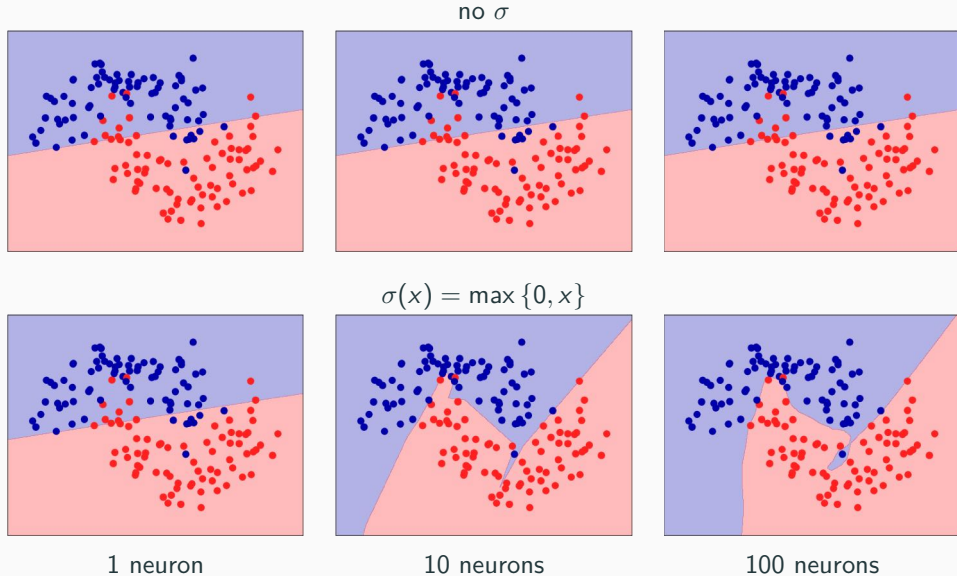 no σ
σ(x) = max {0, x}
1 neuron
10 neurons
100 neurons